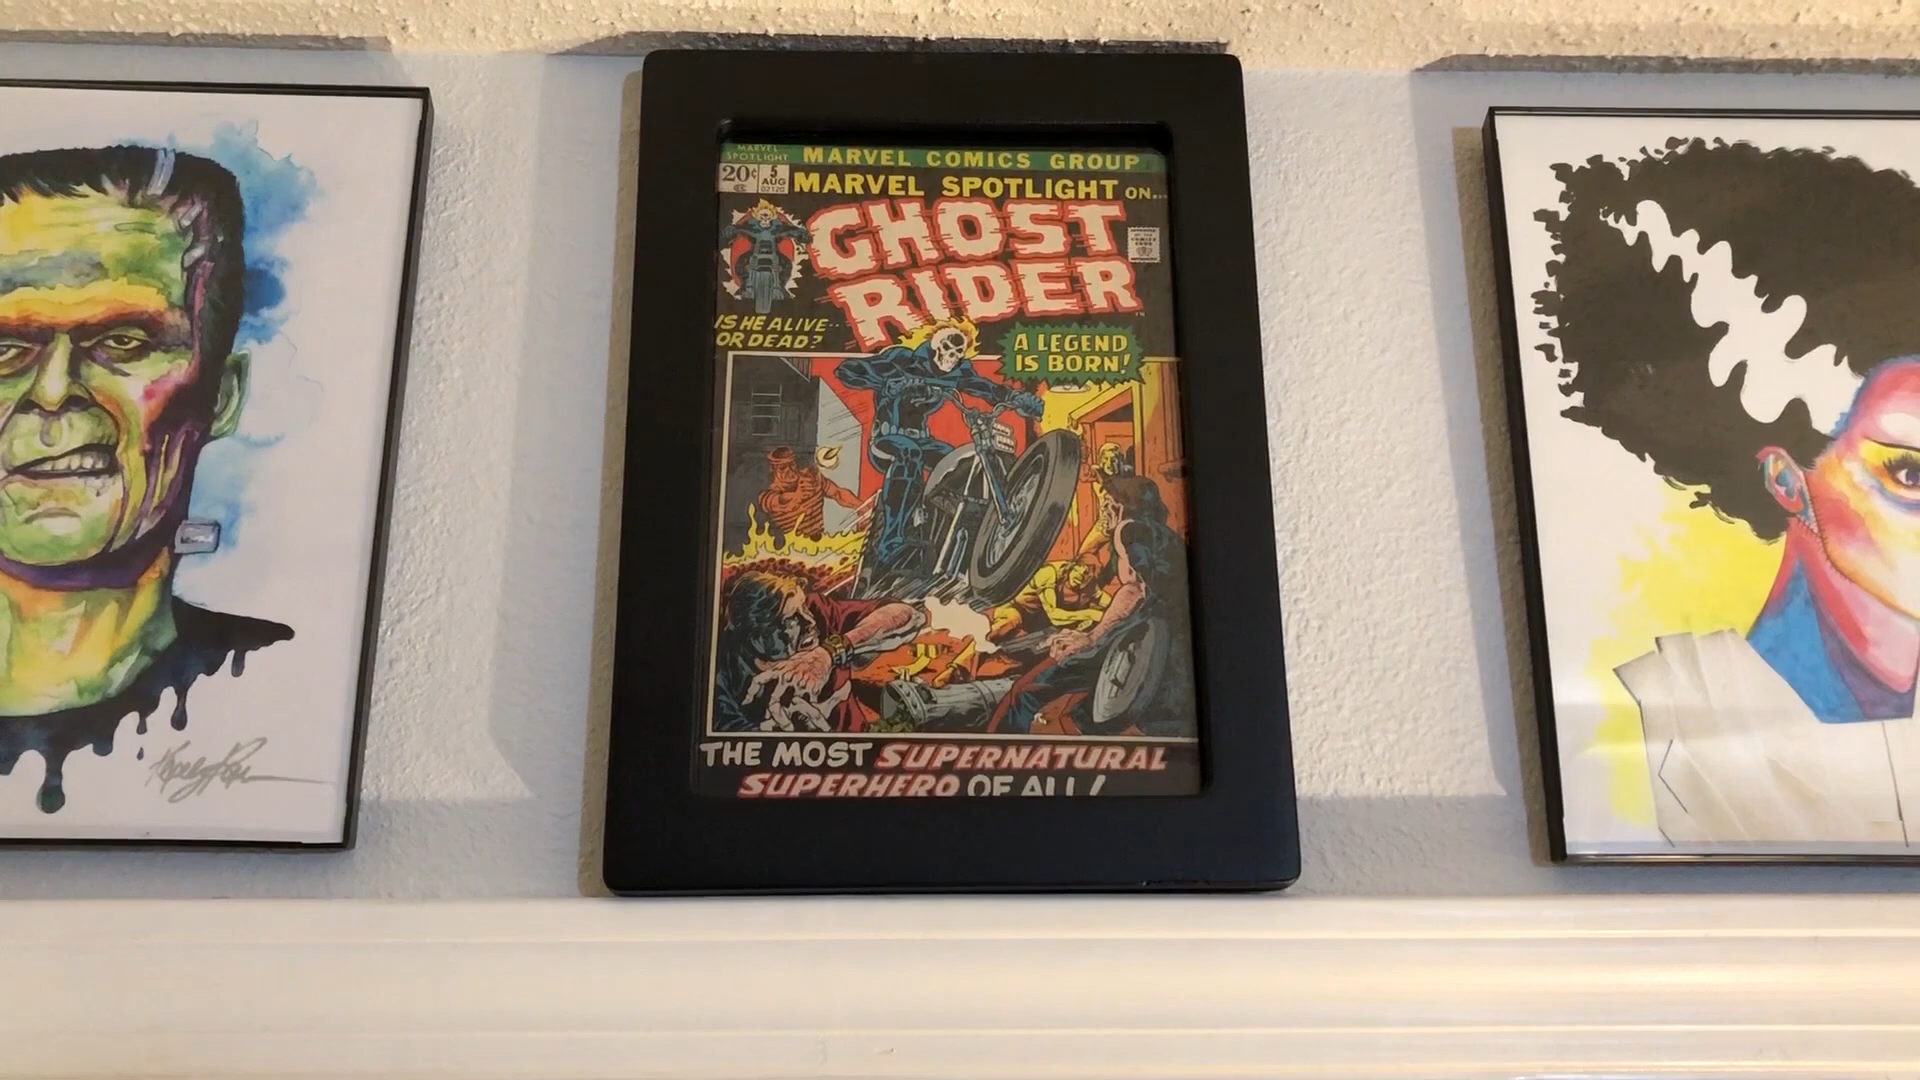 MARVEL
SPOTLIGHT
MARVEL COMICS GROUP
20¢
5
AUG
02120
MARVEL SPOTLIGHT ON...
GHOST
RIDER
IS HE ALIVE--
OR DEAD?
A LEGEND
IS BORN!
THE MOST SUPERNATURAL
SUPERHERO OF ALL!